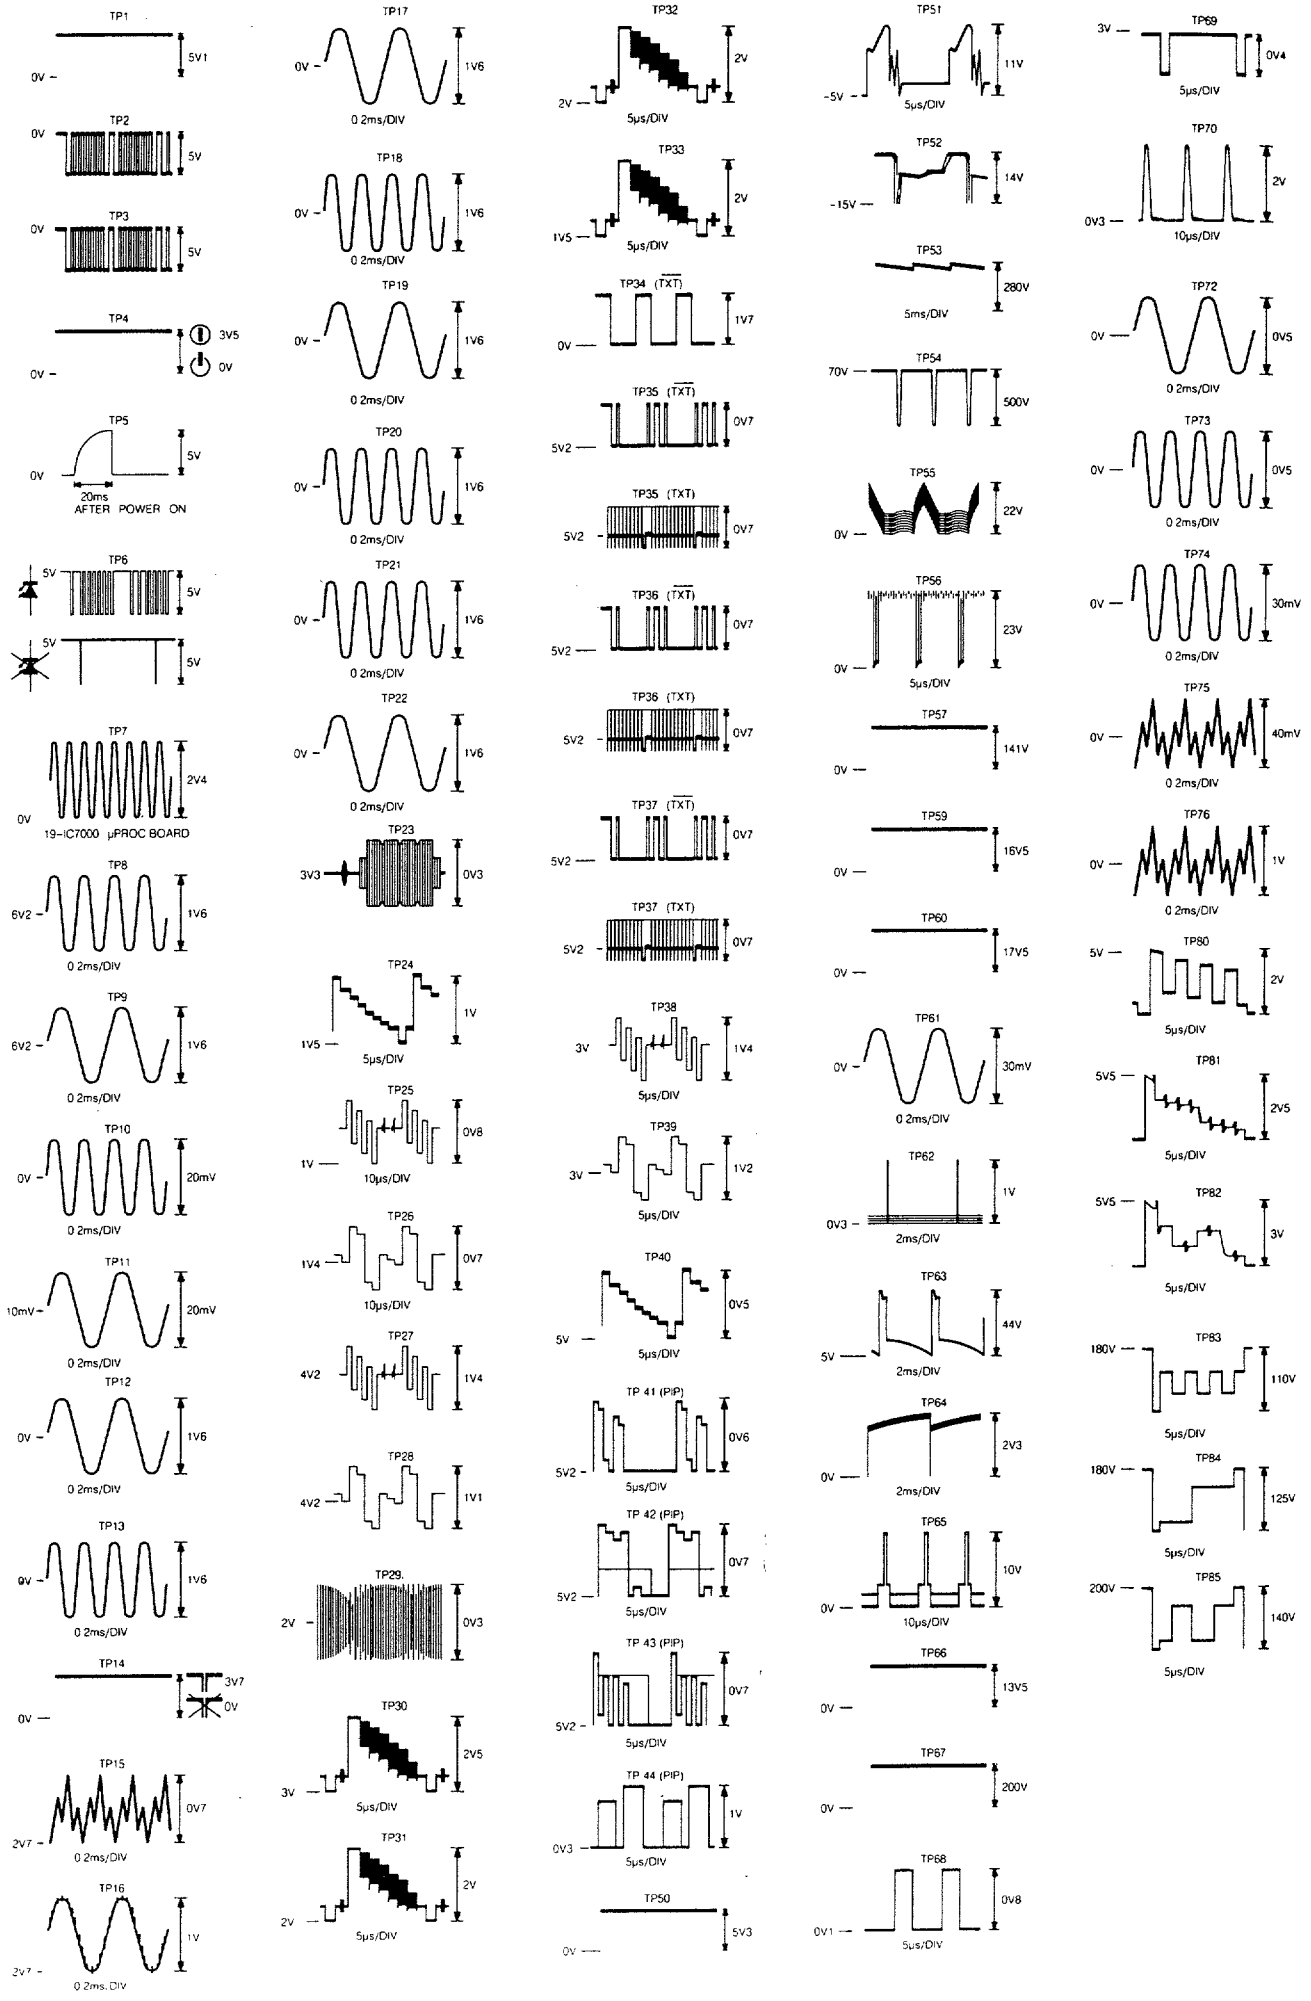 TP1
5V1
0V
TP2
0V
5V
TP3
0V
5V
TP4
3V5
0V
0V
TP5
5V
0V
20ms
AFTER POWER ON
TP6
5V
5V
5V
5V
TP7
2V4
0V
19-IC7000 µPROC BOARD
TP8
6V2
1V6
0 2ms/DIV
TP9
6V2
1V6
0 2ms/DIV
TP10
0V
20mV
0 2ms/DIV
TP11
10mV
20mV
0 2ms/DIV
TP12
0V
1V6
0 2ms/DIV
TP13
9V
1V6
0 2ms/DIV
TP14
3V7
0V
0V
TP15
0V7
2V7
0 2ms/DIV
TP16
1V
2V7
0 2ms/DIV
TP17
0V
1V6
0 2ms/DIV
TP18
0V
1V6
0 2ms/DIV
TP19
0V
1V6
0 2ms/DIV
TP20
0V
1V6
0 2ms/DIV
TP21
0V
1V6
0 2ms/DIV
TP22
0V
1V6
0 2ms/DIV
TP23
3V3
0V3
TP24
1V
1V5
5µs/DIV
TP25
0V8
1V
10µs/DIV
TP26
1V4
0V7
10µs/DIV
TP27
4V2
1V4
TP28
4V2
1V1
TP29.
2V
0V3
TP30
2V5
3V
5µs/DIV
TP31
2V
2V
5µs/DIV
TP32
2V
2V
5µs/DIV
TP33
2V
1V5
5µs/DIV
TP34 (TXT)
1V7
0V
TP35 (TXT)
0V7
5V2
TP35 (TXT)
5V2
0V7
TP36 (TXT)
0V7
5V2
TP36 (TXT)
5V2
0V7
TP37 (TXT)
0V7
5V2
TP37 (TXT)
5V2
0V7
TP38
3V
1V4
5µs/DIV
TP39
3V
1V2
5µs/DIV
TP40
0V5
5V
5µs/DIV
TP 41 (PIP)
0V6
5V2
5µs/DIV
TP 42 (PIP)
0V7
5V2
5µs/DIV
TP 43 (PIP)
0V7
5V2
5µs/DIV
TP 44 (PIP)
1V
0V3
5µs/DIV
TP50
5V3
0V
TP51
11V
-5V
5µs/DIV
TP52
14V
-15V
TP53
280V
5ms/DIV
TP54
70V
500V
TP55
22V
0V
TP56
23V
0V
5µs/DIV
TP57
141V
0V
TP59
16V5
0V
TP60
17V5
0V
TP61
0V
30mV
0 2ms/DIV
TP62
1V
0V3
2ms/DIV
TP63
44V
5V
2ms/DIV
TP64
2V3
0V
2ms/DIV
TP65
10V
0V
10µs/DIV
TP66
13V5
0V
TP67
200V
0V
TP68
0V8
0V1
5µs/DIV
TP69
3V
0V4
5µs/DIV
TP70
2V
0V3
10µs/DIV
TP72
0V
0V5
0 2ms/DIV
TP73
0V
0V5
0 2ms/DIV
TP74
0V
30mV
0 2ms/DIV
TP75
0V
40mV
0 2ms/DIV
TP76
0V
1V
0 2ms/DIV
TP80
5V
2V
5µs/DIV
TP81
5V5
2V5
5µs/DIV
TP82
5V5
3V
5µs/DIV
TP83
180V
110V
5µs/DIV
TP84
180V
125V
5µs/DIV
TP85
200V
140V
5µs/DIV